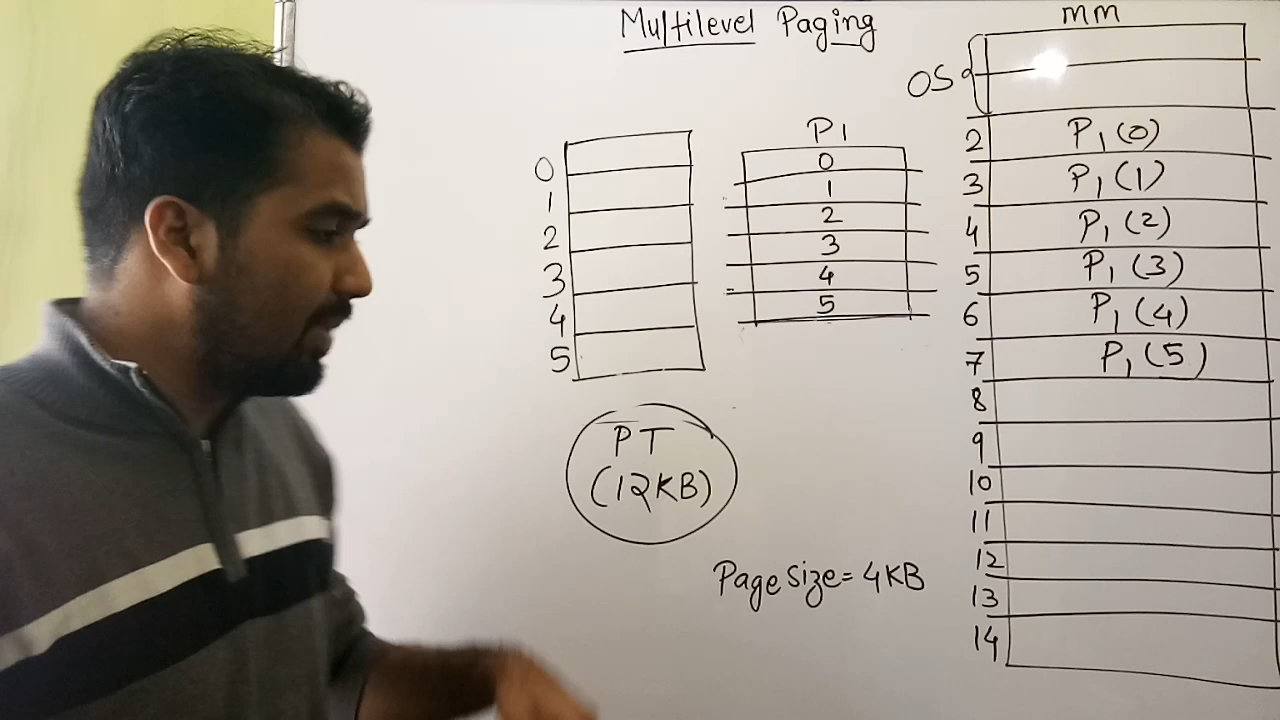 Multilevel Paging
mm
OS
P1
0
1
2
3
4
5
0
1
2
3
4
5
2 P1(0)
3 P1(1)
4 P1(2)
5 P1(3)
6 P1(4)
7 P1(5)
8
9
10
11
12
13
14
PT
(12KB)
Page size = 4KB